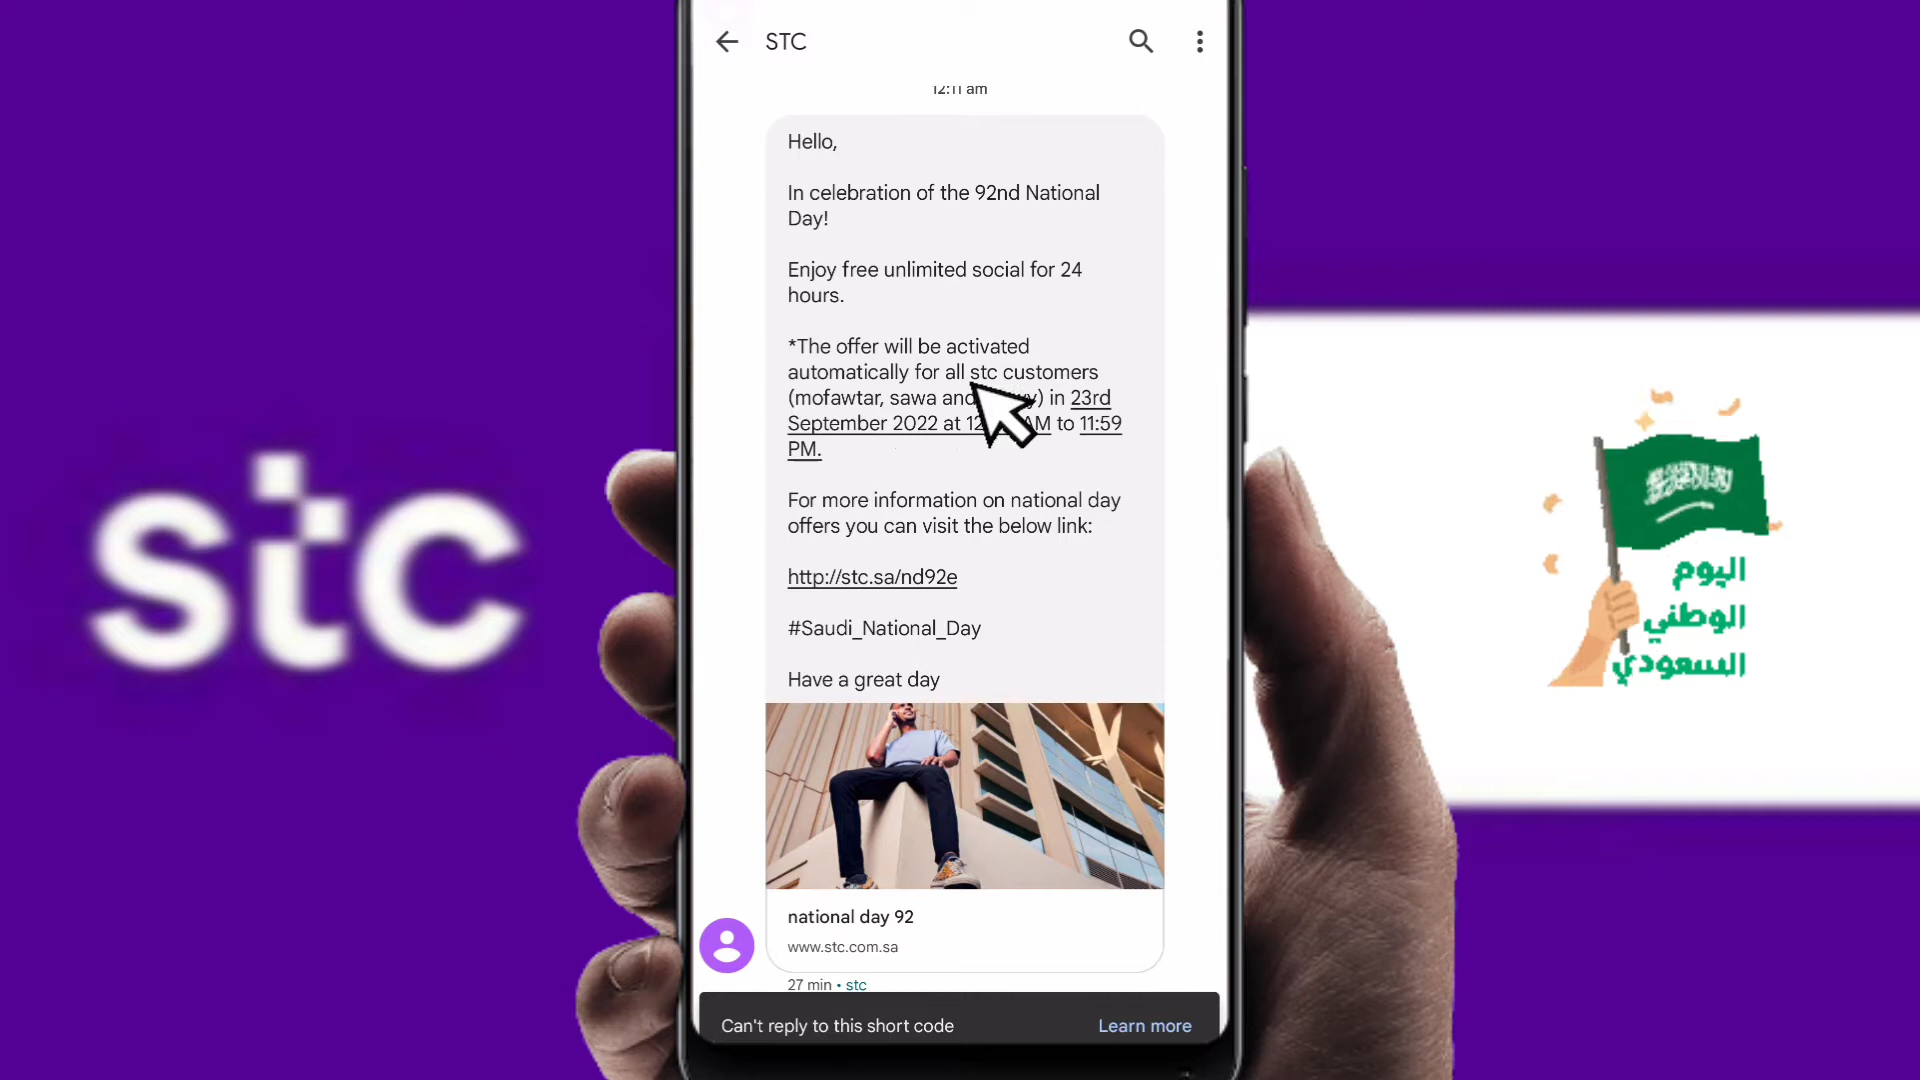 STC
12:11 am
Hello,
In celebration of the 92nd National
Day!
Enjoy free unlimited social for 24
hours.
*The offer will be activated
automatically for all stc customers
(mofawtar, sawa and) in 23rd
September 2022 at AM to 11:59
PM.
For more information on national day
offers you can visit the below link:
http://stc.sa/nd92e
#Saudi_National_Day
Have a great day
national day 92
www.stc.com.sa
27 min • stc
Can't reply to this short code
Learn more
stc
اليوم
الوطني
السعودي